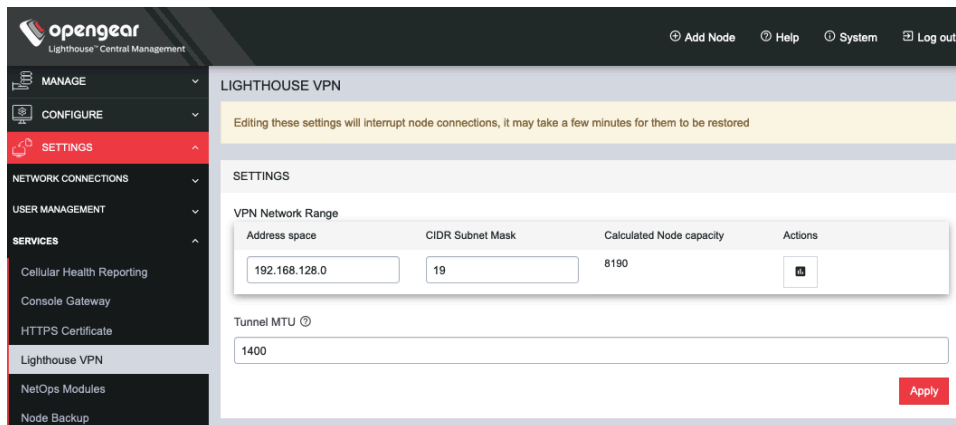 opengear
Lighthouse™ Central Management
Add Node Help System Log out
MANAGE
CONFIGURE
SETTINGS
NETWORK CONNECTIONS
USER MANAGEMENT
SERVICES
Cellular Health Reporting
Console Gateway
HTTPS Certificate
Lighthouse VPN
NetOps Modules
Node Backup
LIGHTHOUSE VPN
Editing these settings will interrupt node connections, it may take a few minutes for them to be restored
SETTINGS
VPN Network Range
Address space CIDR Subnet Mask Calculated Node capacity Actions
192.168.128.0 19 8190
Tunnel MTU
1400
Apply